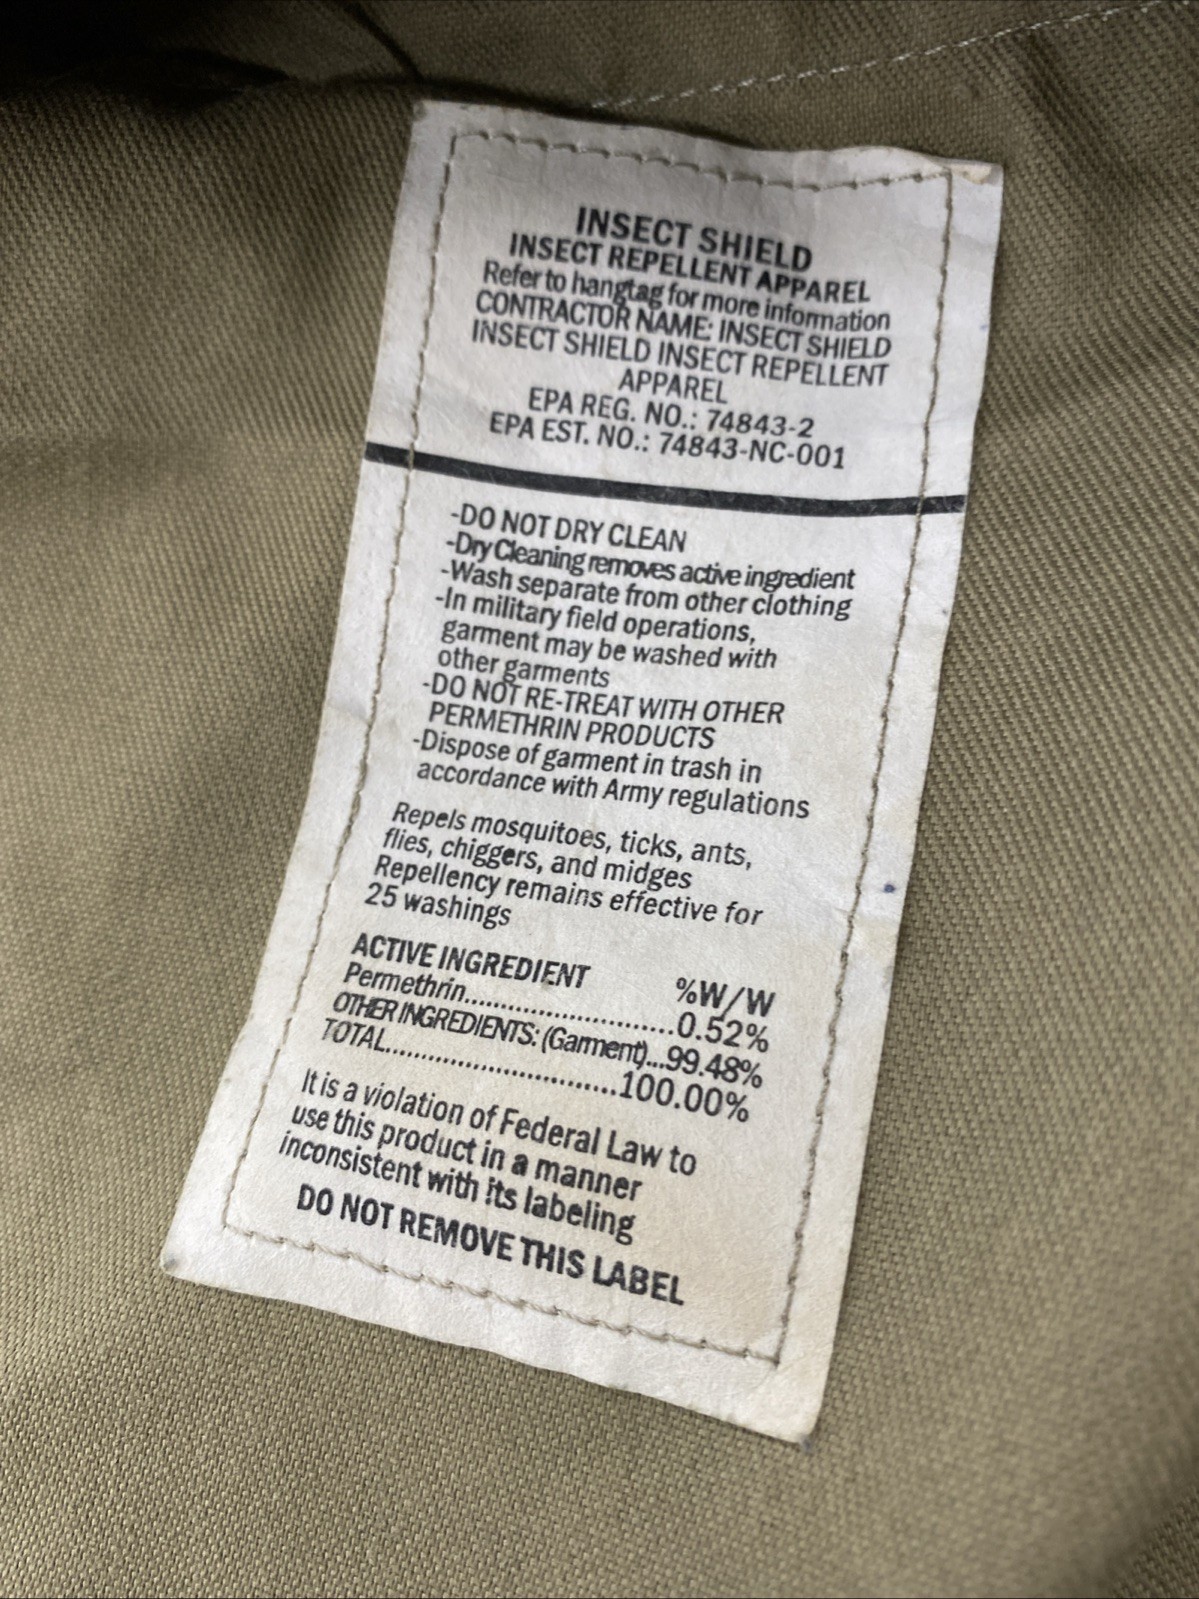 INSECT SHIELD
INSECT REPELLENT APPAREL
Refer to hangtag for more information
CONTRACTOR NAME: INSECT SHIELD
INSECT SHIELD INSECT REPELLENT
APPAREL
EPA REG. NO.: 74843-2
EPA EST. NO.: 74843-NC-001
-DO NOT DRY CLEAN
-Dry Cleaning removes active ingredient
-Wash separate from other clothing
-In military field operations,
garment may be washed with
other garments
-DO NOT RE-TREAT WITH OTHER
PERMETHRIN PRODUCTS
-Dispose of garment in trash in
accordance with Army regulations
Repels mosquitoes, ticks, ants,
flies, chiggers, and midges
Repellency remains effective for
25 washings
ACTIVE INGREDIENT %W/W
Permethrin.............................0.52%
OTHER INGREDIENTS: (Garment)...99.48%
TOTAL................................100.00%
It is a violation of Federal Law to
use this product in a manner
inconsistent with its labeling
DO NOT REMOVE THIS LABEL